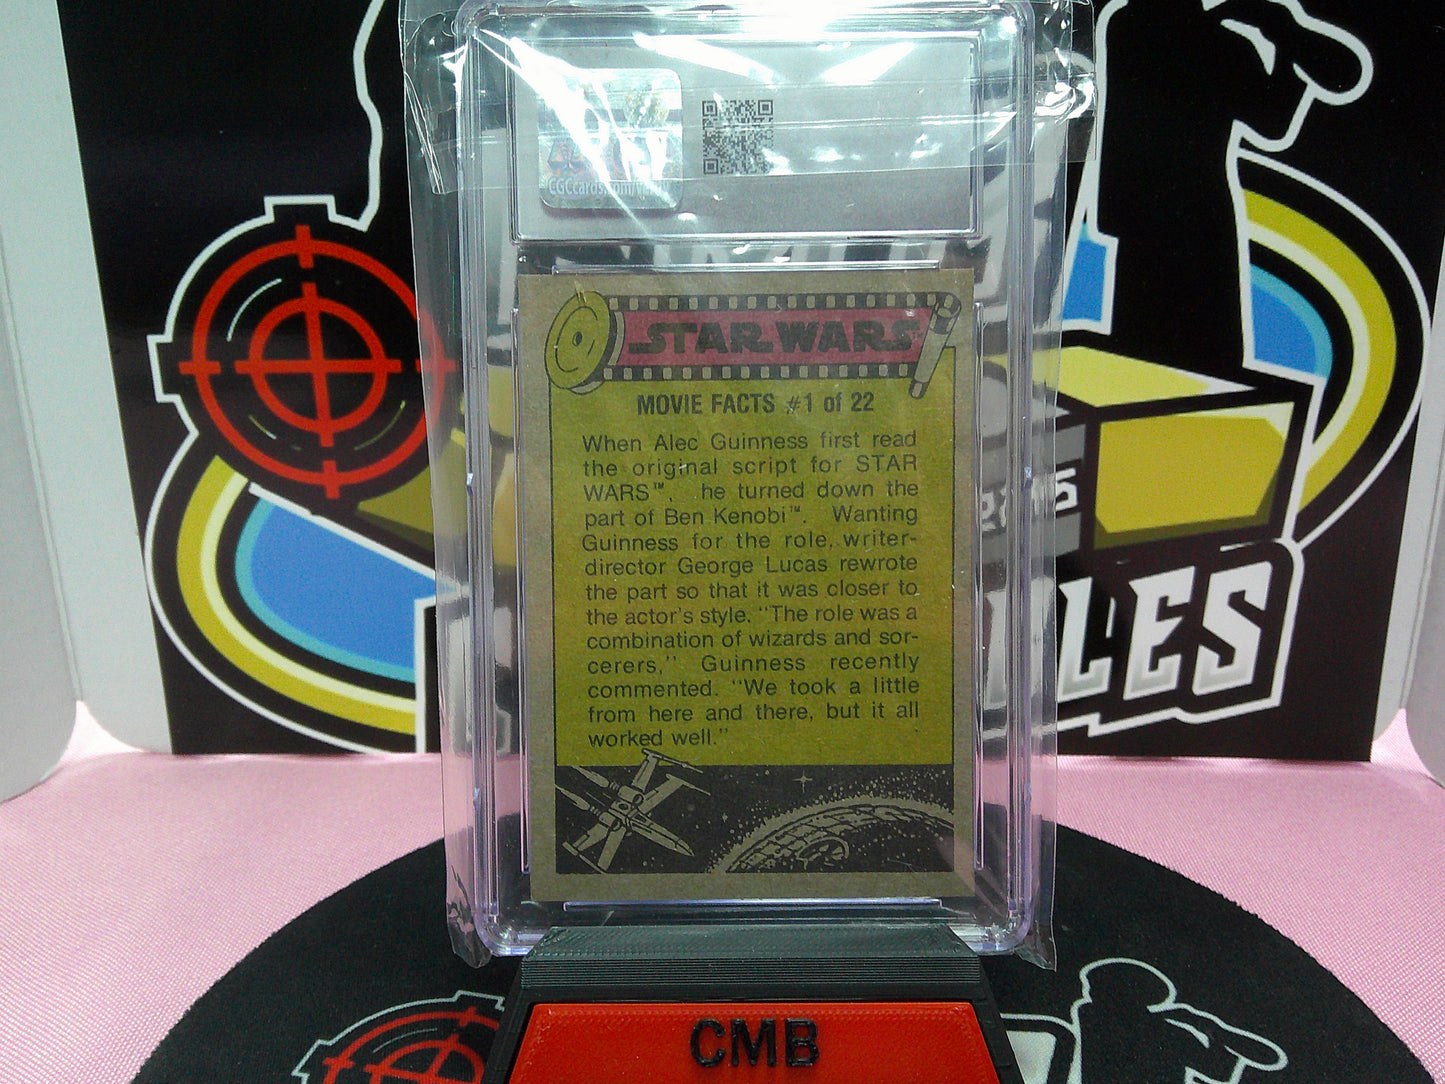 CGCcards.com/verify
STAR WARS
MOVIE FACTS #1 of 22
When Alec Guinness first read
the original script for STAR
WARS™, he turned down the
part of Ben Kenobi™. Wanting
Guinness for the role, writer-
director George Lucas rewrote
the part so that it was closer to
the actor's style. "The role was a
combination of wizards and sor-
cerers," Guinness recently
commented. "We took a little
from here and there, but it all
worked well."
CMB